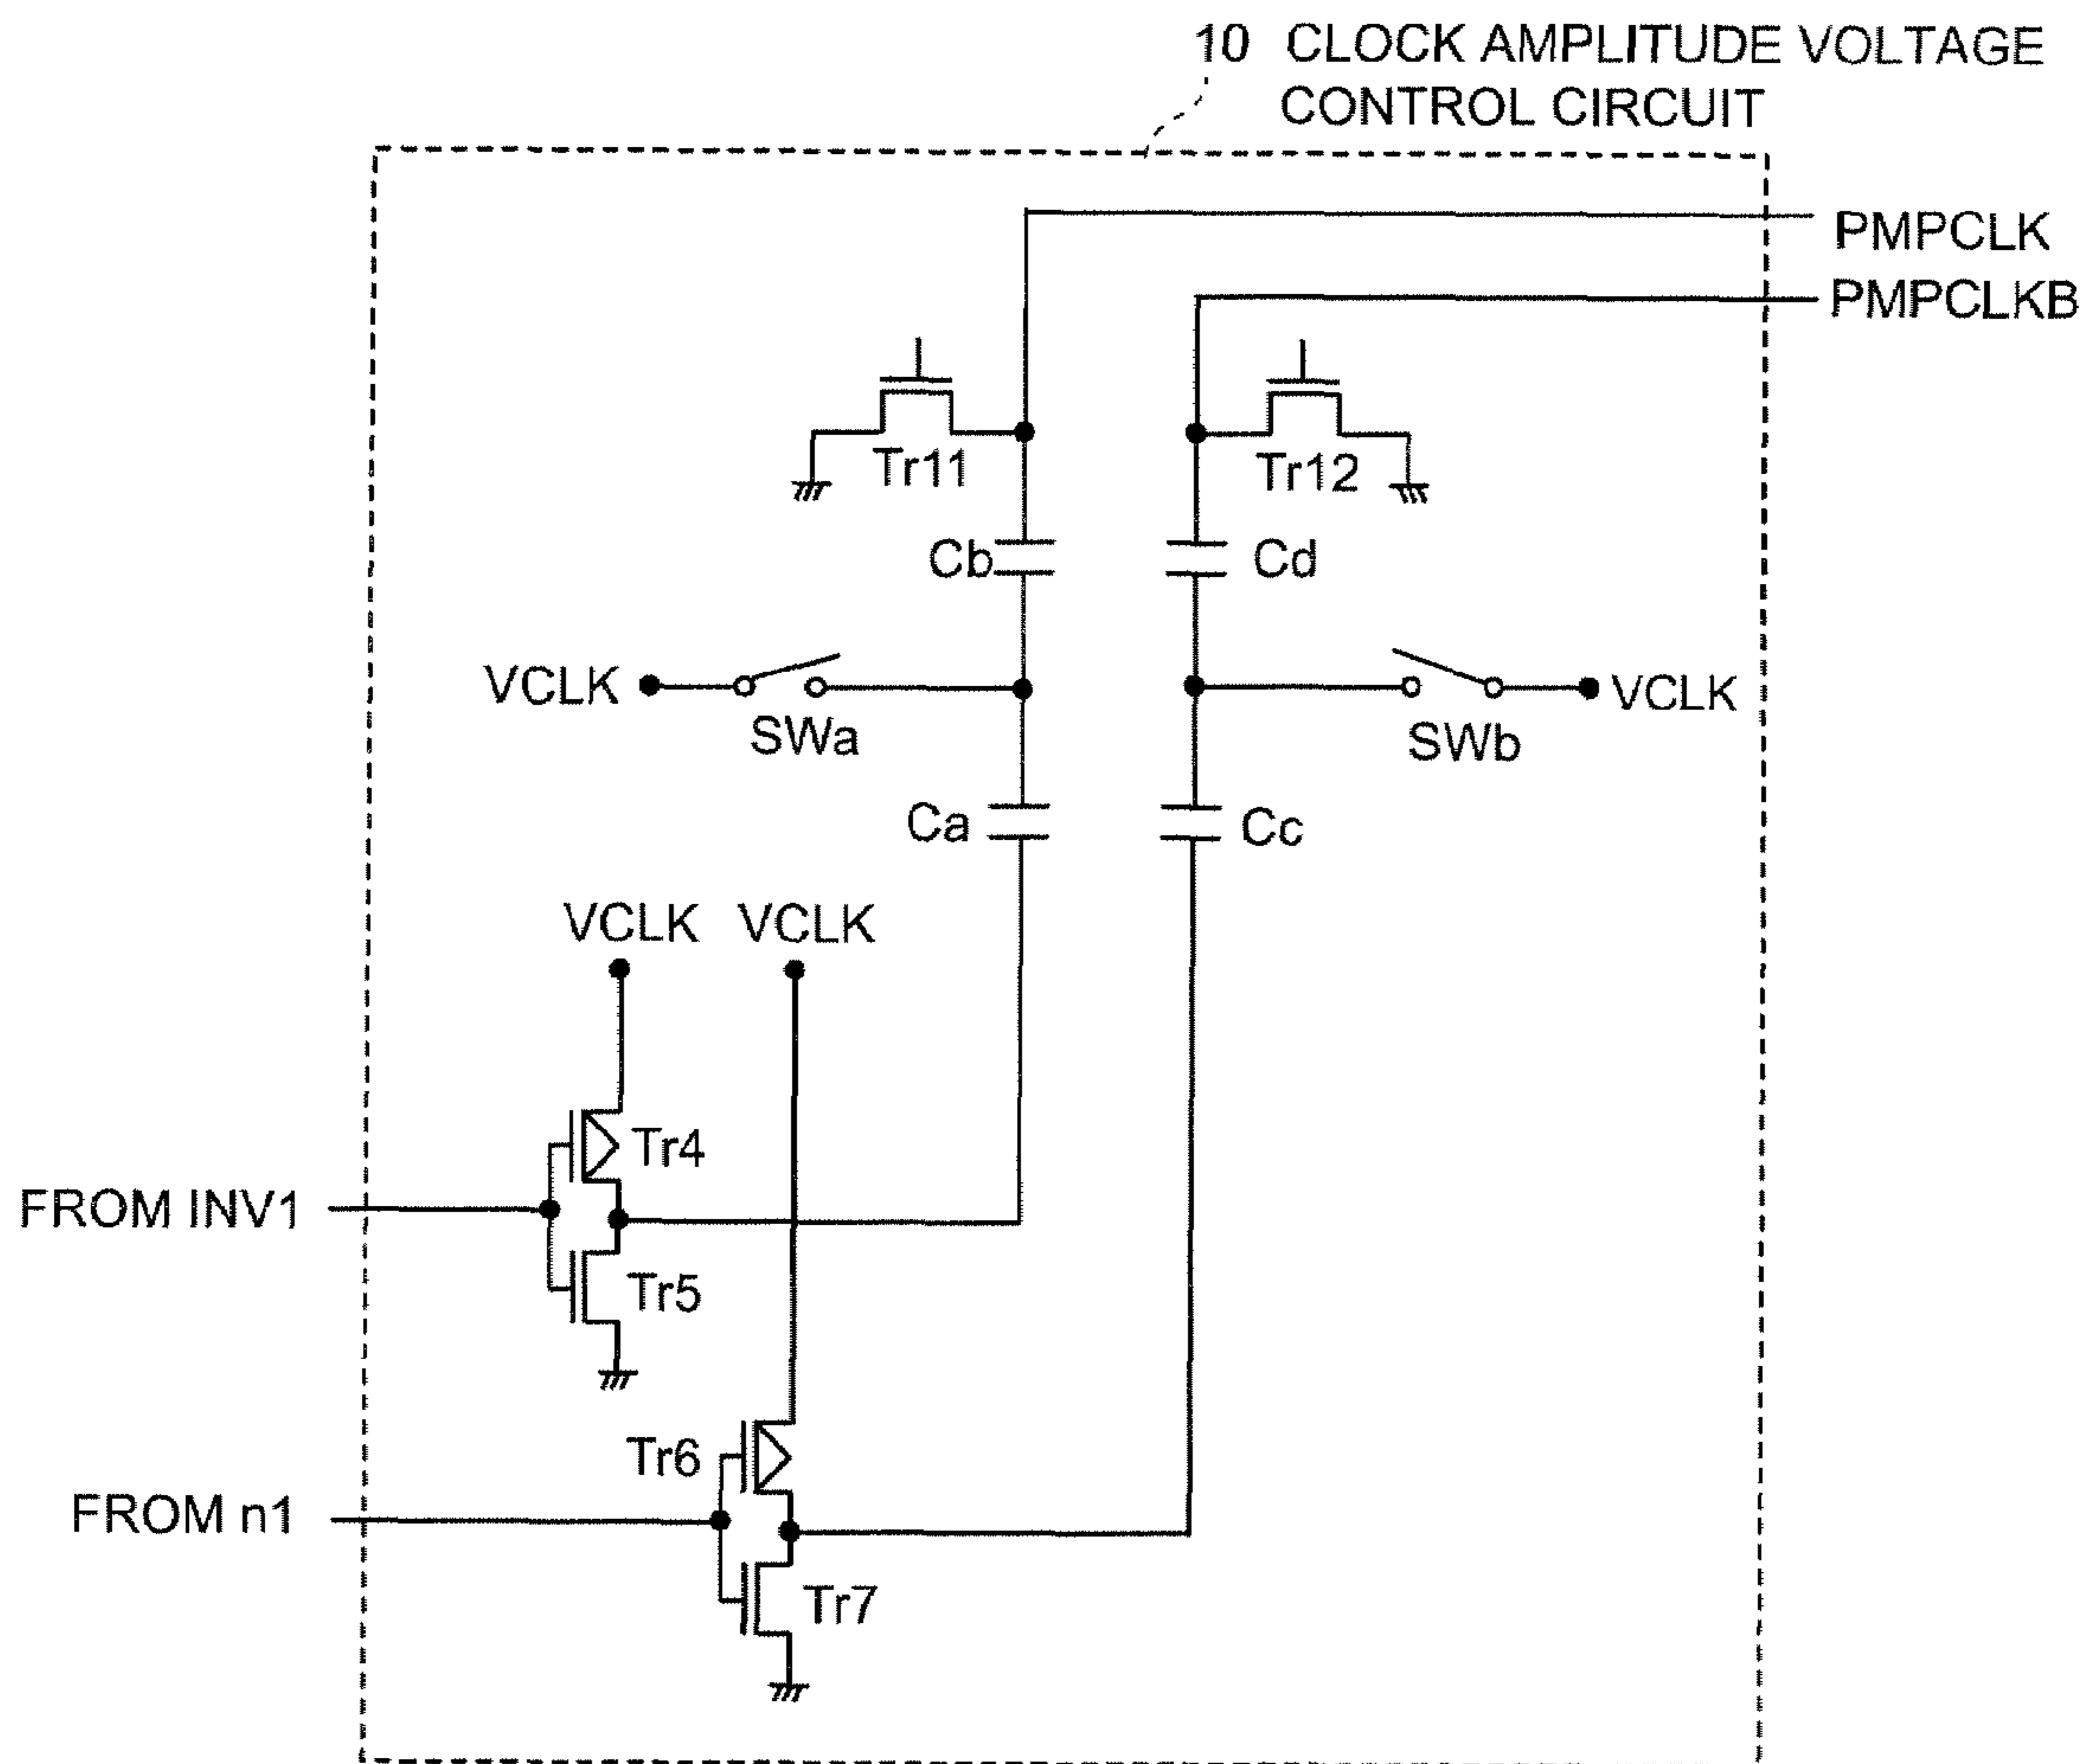 10 CLOCK AMPLITUDE VOLTAGE
CONTROL CIRCUIT
PMPCLK
PMPCLKB
Tr11
Tr12
Cb
Cd
VCLK
SWa
SWb
VCLK
Ca
Cc
VCLK
VCLK
Tr4
FROM INV1
Tr5
Tr6
FROM n1
Tr7